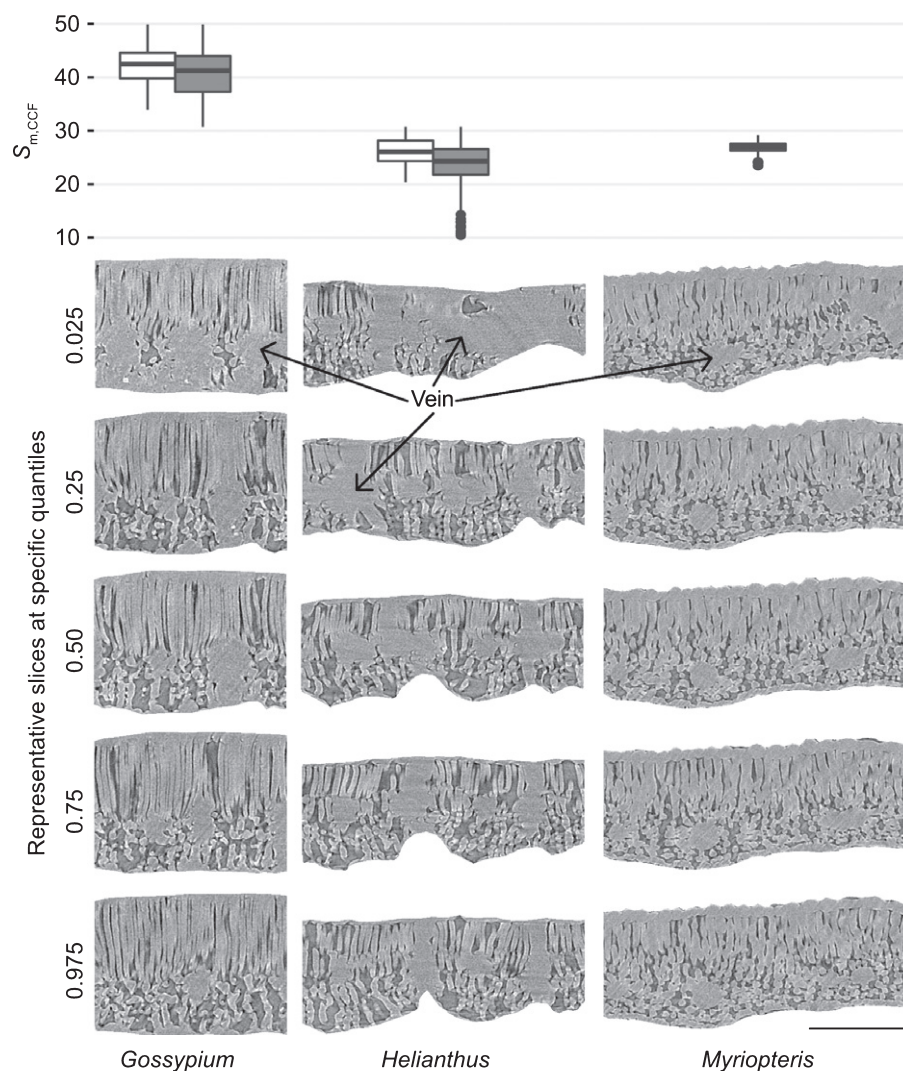 50
40
30
20
10
S_m,CCF
0.025
Vein
Representative slices at specific quantiles
0.25
0.50
0.75
0.975
Gossypium
Helianthus
Myriopteris